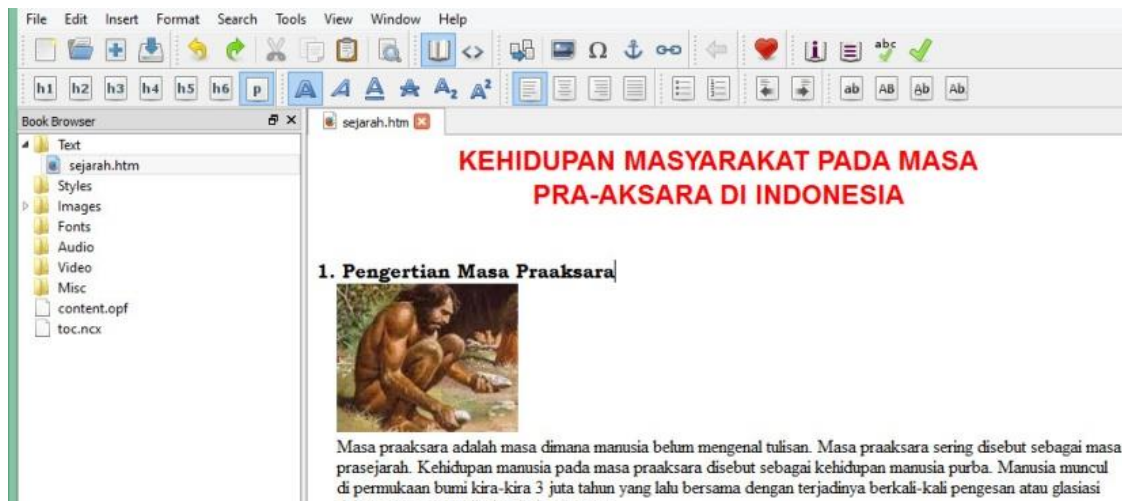 File Edit Insert Format Search Tools View Window Help
h1 h2 h3 h4 h5 h6 p A A A A A₂ A² ab AB Ab Ab
abc
Book Browser
sejarah.htm
Text
sejarah.htm
Styles
Images
Fonts
Audio
Video
Misc
content.opf
toc.ncx
KEHIDUPAN MASYARAKAT PADA MASA
PRA-AKSARA DI INDONESIA
1. Pengertian Masa Praaksara
Masa praaksara adalah masa dimana manusia belum mengenal tulisan. Masa praaksara sering disebut sebagai masa
prasejarah. Kehidupan manusia pada masa praaksara disebut sebagai kehidupan manusia purba. Manusia muncul
di permukaan bumi kira-kira 3 juta tahun yang lalu bersama dengan terjadinya berkali-kali pengesan atau glasiasi